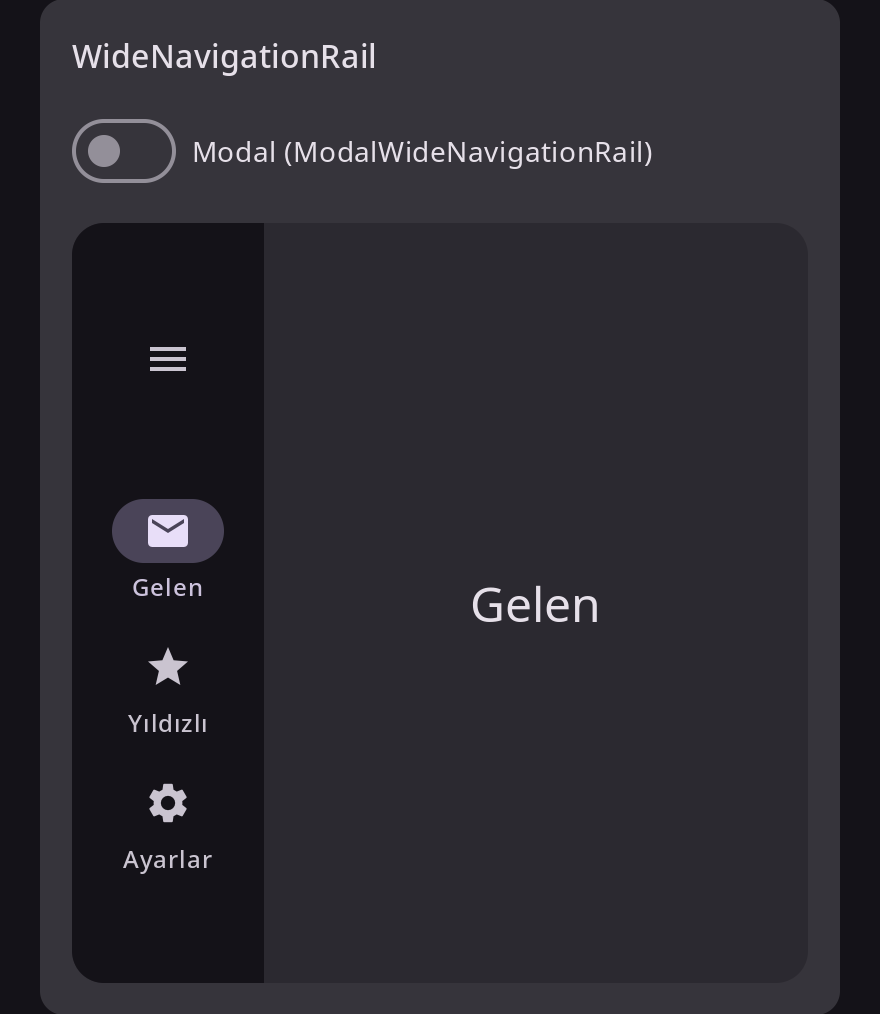 WideNavigationRail
Modal (ModalWideNavigationRail)
Gelen
Gelen
Yıldızlı
Ayarlar